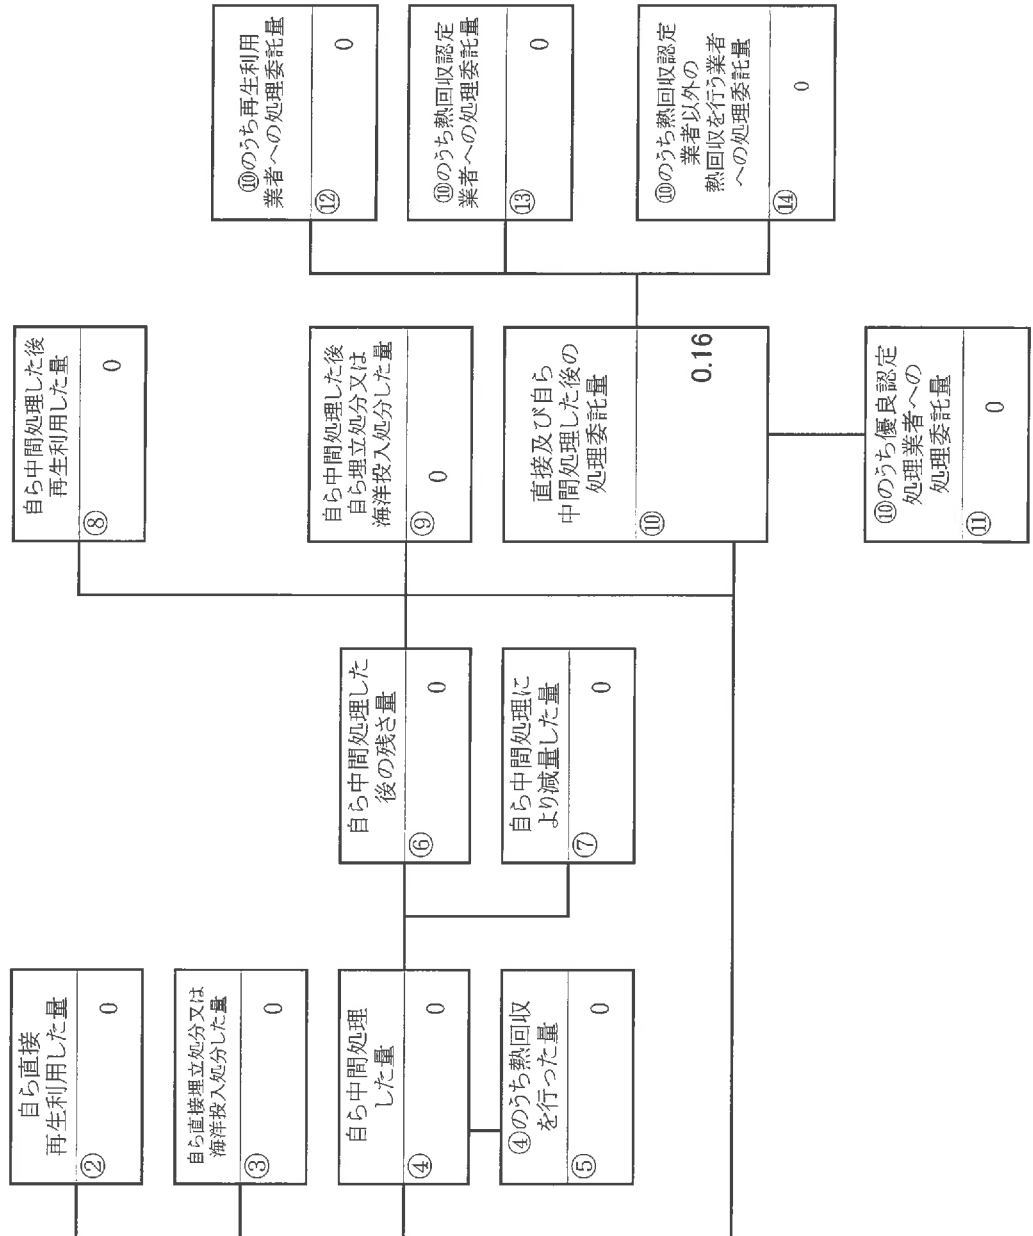 自ら直接
再生利用した量
②
0
自ら直接埋立処分又は
海洋投入処分した量
③
0
自ら中間処理
した量
④
0
④のうち熱回収
を行った量
⑤
0
自ら中間処理した
後の残さ量
⑥
0
自ら中間処理に
より減量した量
⑦
0
自ら中間処理した後
再生利用した量
⑧
0
自ら中間処理した後
自ら埋立処分又は
海洋投入処分した量
⑨
0
直接及び自ら
中間処理した後の
処理委託量
⑩
0.16
⑩のうち優良認定
処理業者への
処理委託量
⑪
0
⑩のうち再生利用
業者への処理委託量
⑫
0
⑩のうち熱回収認定
業者への処理委託量
⑬
0
⑩のうち熱回収認定
業者以外の
熱回収を行う業者
への処理委託量
⑭
0